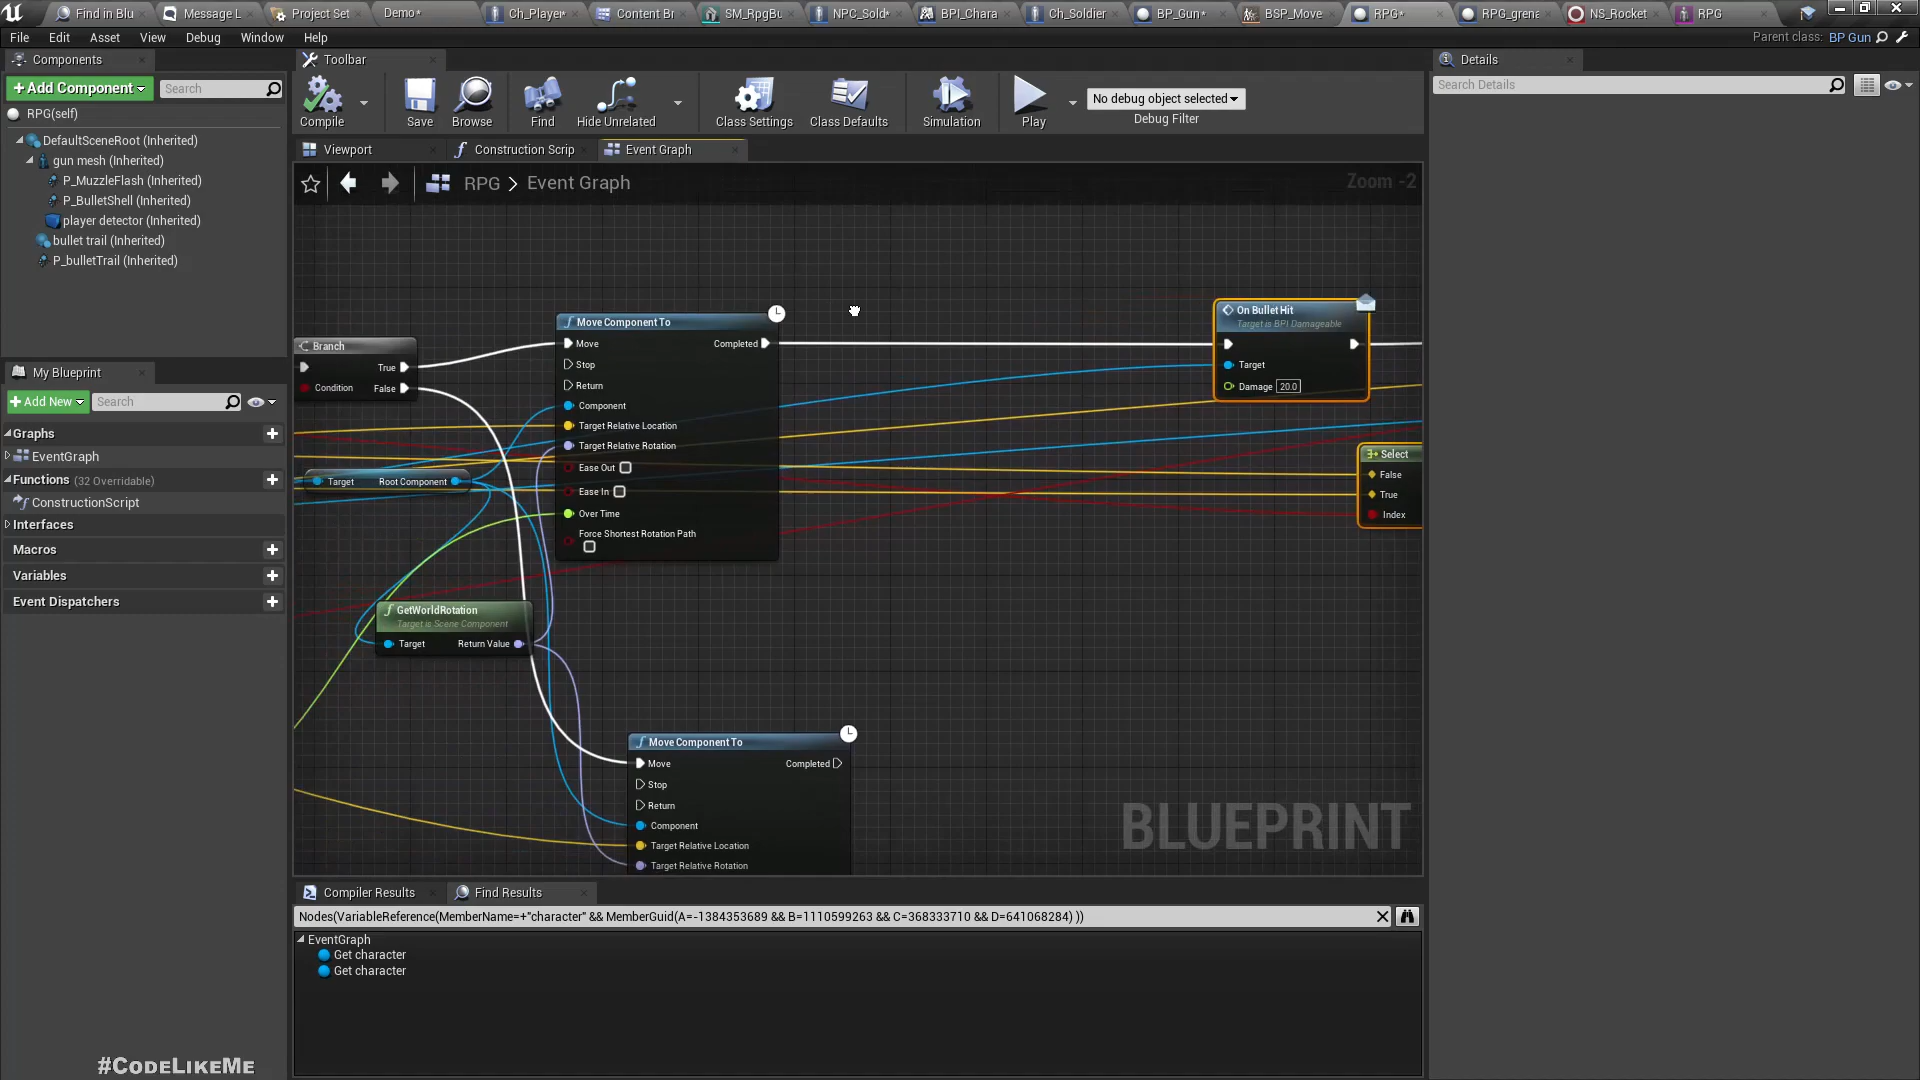 Find in Blu
Message L
Project Set
Demo*
Ch_Player*
Content Br
SM_RpgBu
NPC_Sold*
BPI_Chara
Ch_Soldier
BP_Gun*
BSP_Move
RPG*
RPG_grena
NS_Rocket
RPG
File Edit Asset View Debug Window Help
Parent class: BP Gun
Components
Toolbar
Details
+Add Component
Search
Search Details
RPG(self)
DefaultSceneRoot (Inherited)
gun mesh (Inherited)
P_MuzzleFlash (Inherited)
P_BulletShell (Inherited)
player detector (Inherited)
bullet trail (Inherited)
P_bulletTrail (Inherited)
Compile
Save
Browse
Find
Hide Unrelated
Class Settings
Class Defaults
Simulation
Play
No debug object selected
Debug Filter
Viewport
Construction Scrip
Event Graph
RPG > Event Graph
Zoom -2
My Blueprint
+Add New
Search
Graphs
EventGraph
Functions (32 Overridable)
ConstructionScript
Interfaces
Macros
Variables
Event Dispatchers
Branch
True
Condition
False
Target
Root Component
GetWorldRotation
Target is Scene Component
Target
Return Value
Move Component To
Move
Completed
Stop
Return
Component
Target Relative Location
Target Relative Rotation
Ease Out
Ease In
Over Time
Force Shortest Rotation Path
Move Component To
Move
Completed
Stop
Return
Component
Target Relative Location
Target Relative Rotation
On Bullet Hit
Target is BPI Damageable
Target
Damage 20.0
Select
False
True
Index
BLUEPRINT
Compiler Results
Find Results
Nodes(VariableReference(MemberName=+"character" && MemberGuid(A=-1384353689 && B=1110599263 && C=368333710 && D=641068284) ))
EventGraph
Get character
Get character
#CodeLikeMe